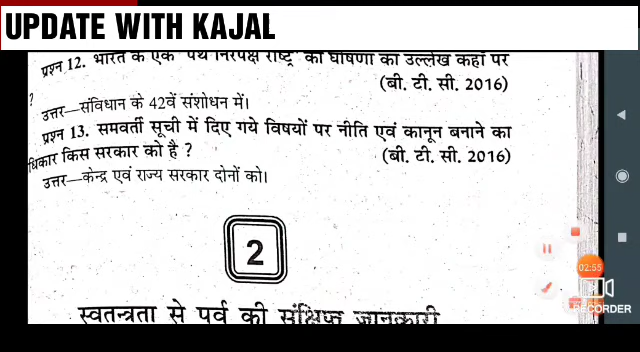 UPDATE WITH KAJAL
प्रश्न 12. भारत के एक पंथ निरपेक्ष राष्ट्र की घोषणा का उल्लेख कहाँ पर
(बी. टी. सी. 2016)
?
उत्तर—संविधान के 42वें संशोधन में।
प्रश्न 13. समवर्ती सूची में दिए गये विषयों पर नीति एवं कानून बनाने का
धिकार किस सरकार को है ?
(बी. टी. सी. 2016)
उत्तर—केन्द्र एवं राज्य सरकार दोनों को।
2
स्वतन्त्रता से पूर्व की संक्षिप्त जानकारी
02:55
RECORDER